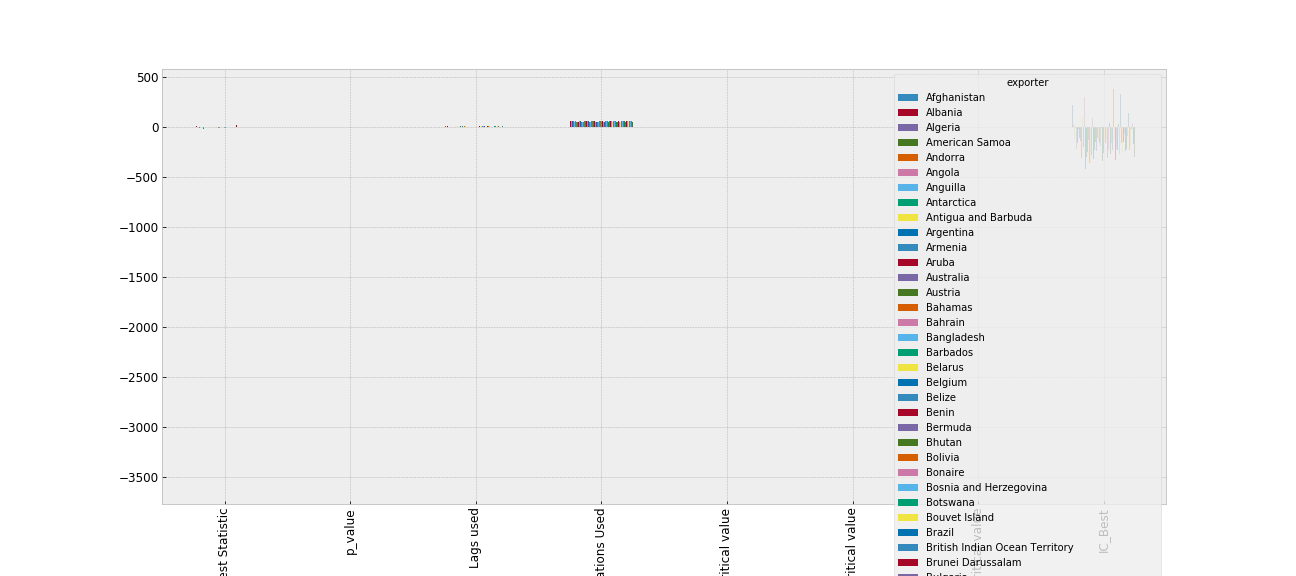 500
0
−500
−1000
−1500
−2000
−2500
−3000
−3500
est Statistic
p_value
Lags used
ations Used
ritical value
ritical value
ritical value
IC_Best
exporter
Afghanistan
Albania
Algeria
American Samoa
Andorra
Angola
Anguilla
Antarctica
Antigua and Barbuda
Argentina
Armenia
Aruba
Australia
Austria
Bahamas
Bahrain
Bangladesh
Barbados
Belarus
Belgium
Belize
Benin
Bermuda
Bhutan
Bolivia
Bonaire
Bosnia and Herzegovina
Botswana
Bouvet Island
Brazil
British Indian Ocean Territory
Brunei Darussalam
Bulgaria